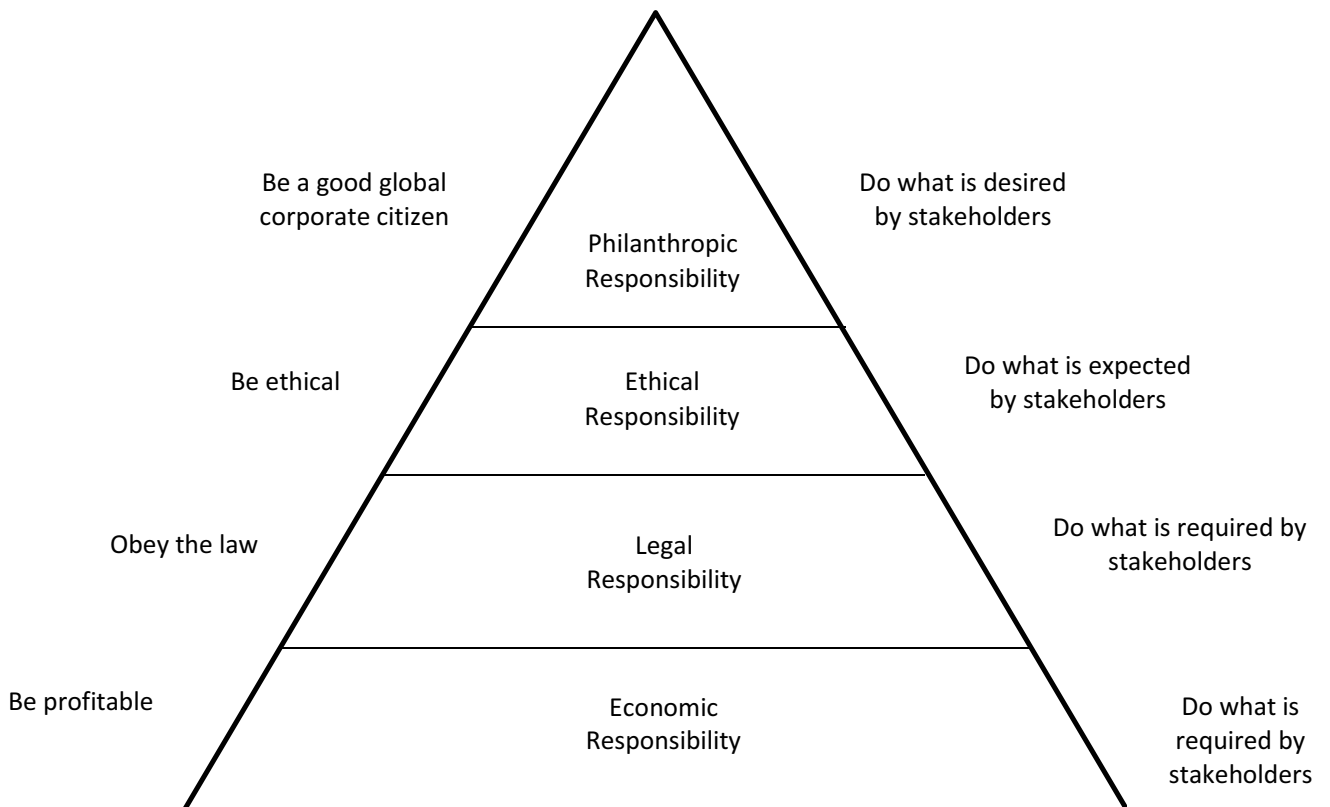 Be a good global
corporate citizen
Do what is desired
by stakeholders
Philanthropic
Responsibility
Be ethical
Ethical
Responsibility
Do what is expected
by stakeholders
Obey the law
Legal
Responsibility
Do what is required by
stakeholders
Be profitable
Economic
Responsibility
Do what is
required by
stakeholders